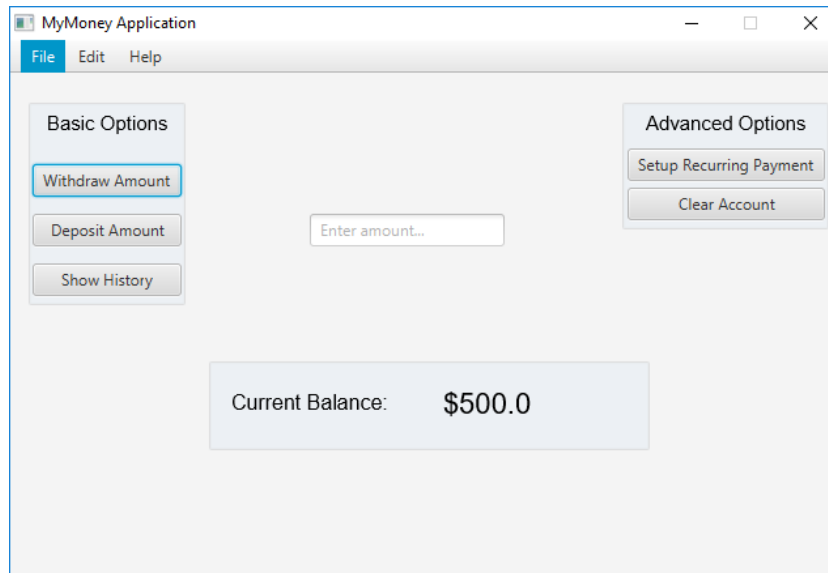 MyMoney Application
File Edit Help
Basic Options
Withdraw Amount
Deposit Amount
Show History
Enter amount...
Advanced Options
Setup Recurring Payment
Clear Account
Current Balance: $500.0